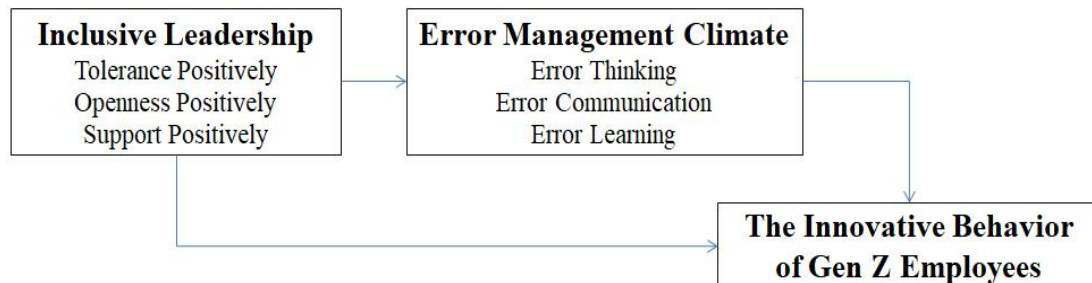 Inclusive Leadership
Tolerance Positively
Openness Positively
Support Positively
Error Management Climate
Error Thinking
Error Communication
Error Learning
The Innovative Behavior
of Gen Z Employees